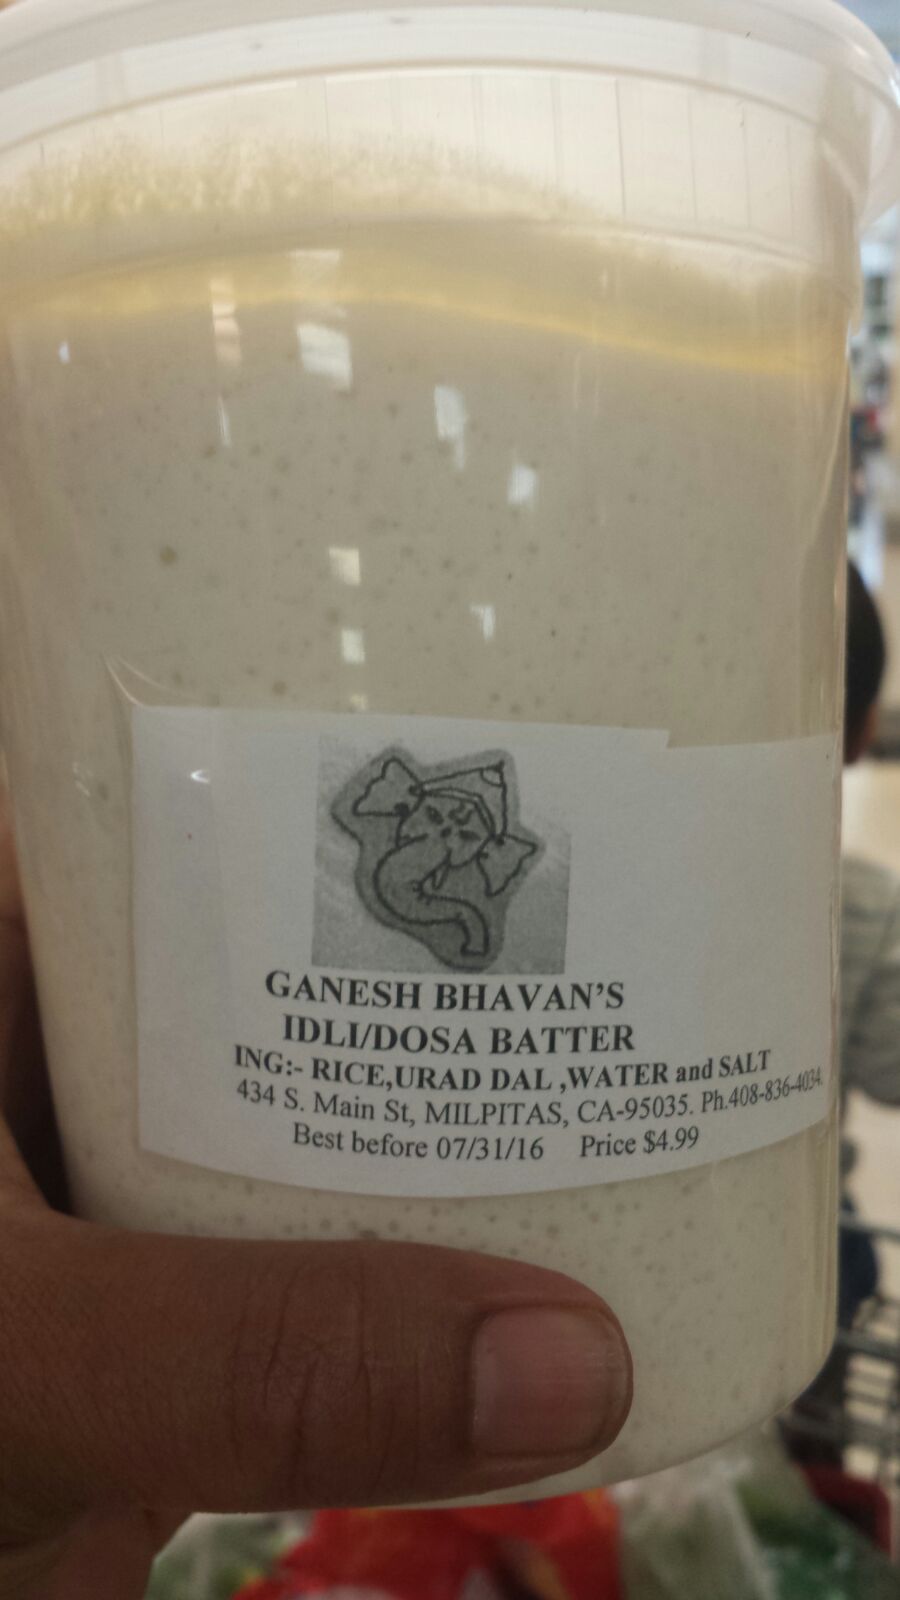 GANESH BHAVAN'S
IDLI/DOSA BATTER
ING:- RICE,URAD DAL ,WATER and SALT
434 S. Main St, MILPITAS, CA-95035. Ph.408-836-4034.
Best before 07/31/16 Price $4.99